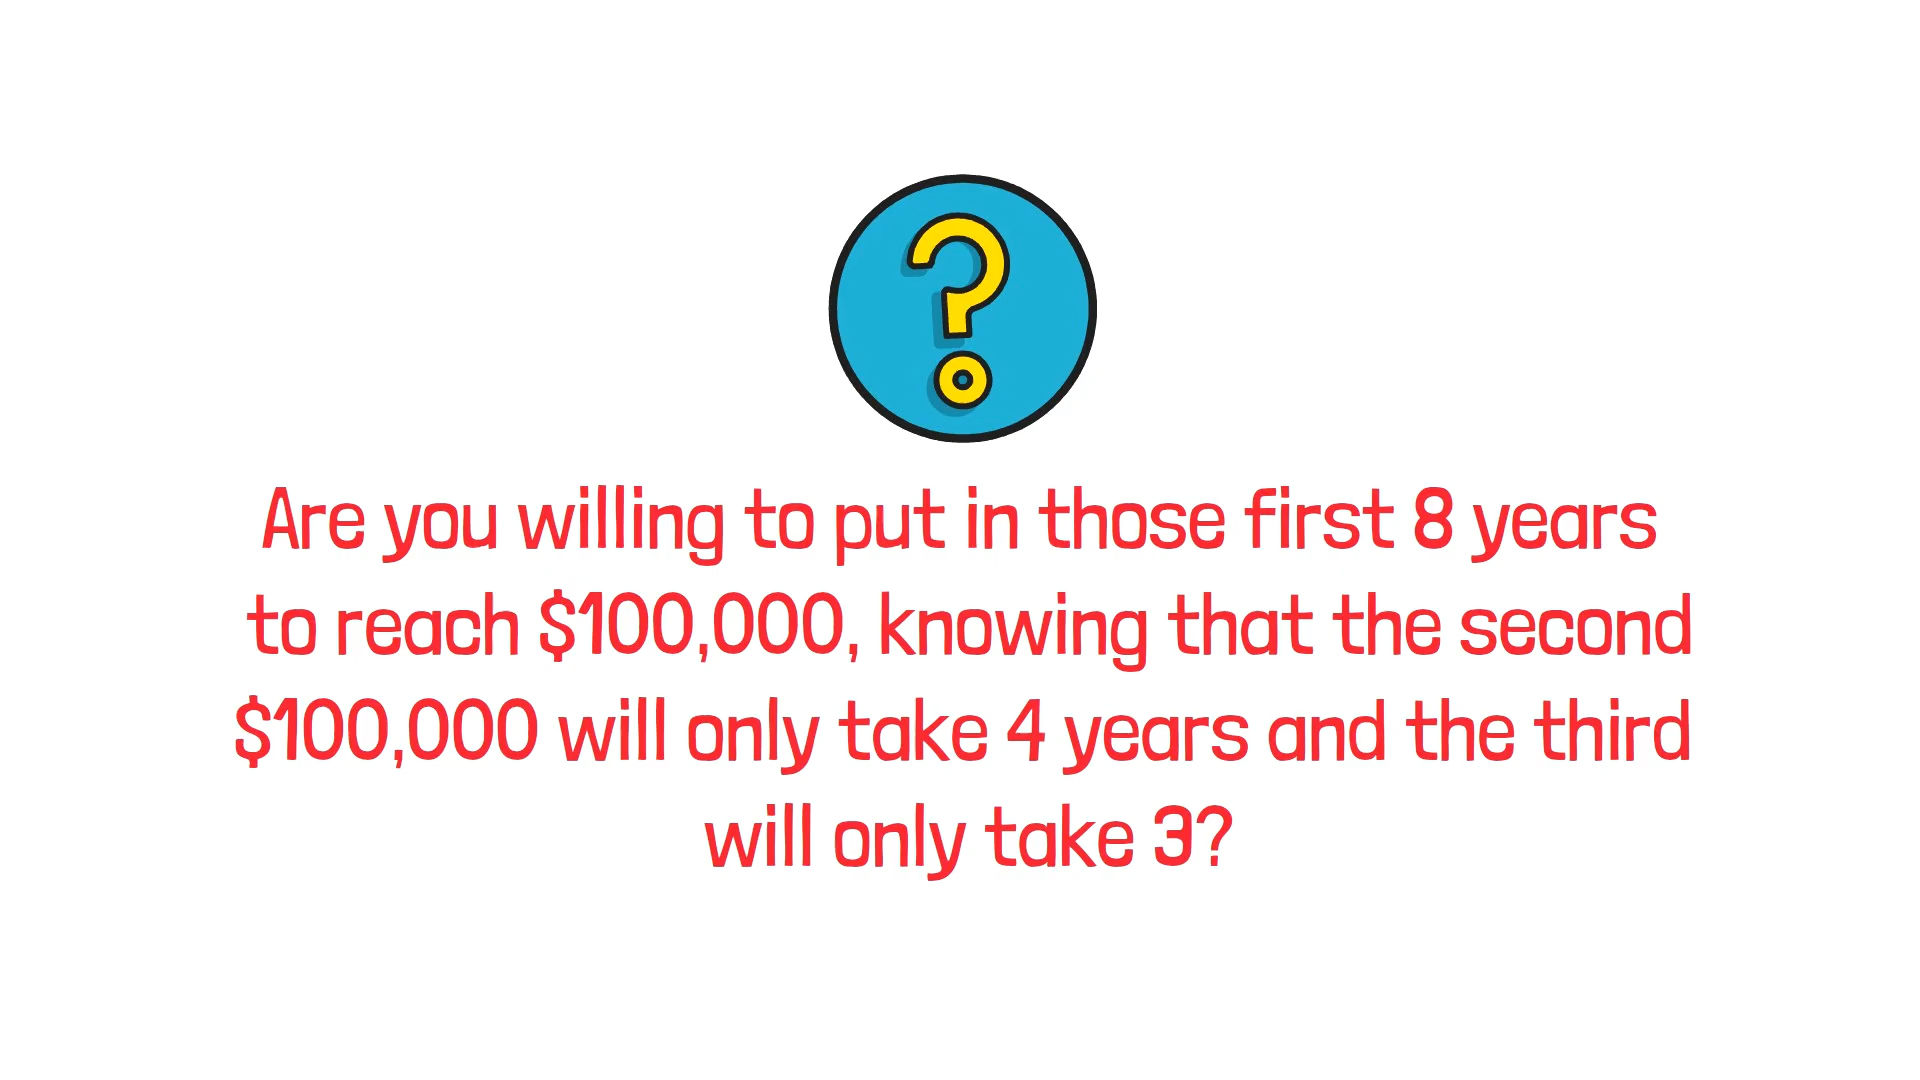 Are you willing to put in those first 8 years
to reach $100,000, knowing that the second
$100,000 will only take 4 years and the third
will only take 3?